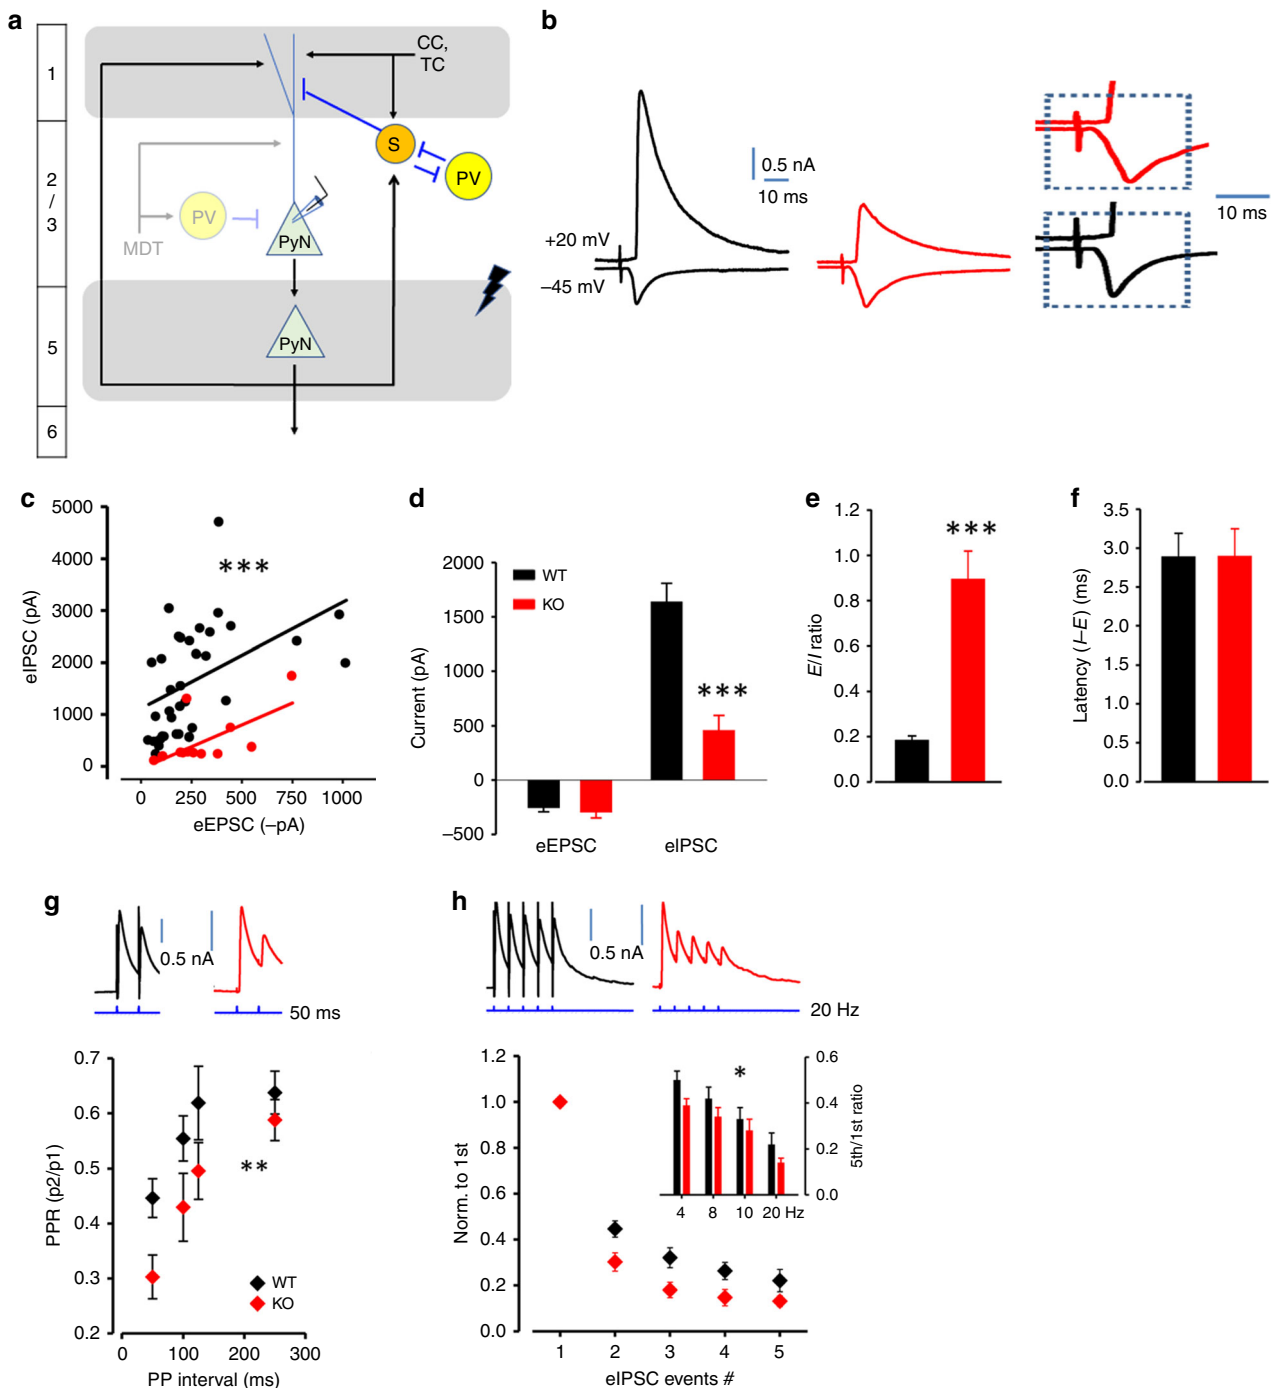 a
1
2
/
3
5
6
CC,
TC
S
PV
PV
MDT
PyN
PyN
b
+20 mV
–45 mV
0.5 nA
10 ms
10 ms
c
5000
4000
3000
2000
1000
0
eIPSC (pA)
***
0 250 500 750 1000
eEPSC (–pA)
d
2000
1500
1000
500
0
–500
Current (pA)
WT
KO
***
eEPSC eIPSC
e
1.2
1.0
0.8
0.6
0.4
0.2
0.0
E/I ratio
***
f
3.5
3.0
2.5
2.0
1.5
1.0
0.5
0.0
Latency (I–E) (ms)
g
0.5 nA
50 ms
0.7
0.6
0.5
0.4
0.3
0.2
PPR (p2/p1)
**
WT
KO
0 100 200 300
PP interval (ms)
h
0.5 nA
20 Hz
1.2
1.0
0.8
0.6
0.4
0.2
0.0
Norm. to 1st
*
0.6
0.4
0.2
0.0
5th/1st ratio
4 8 10 20 Hz
1 2 3 4 5
eIPSC events #